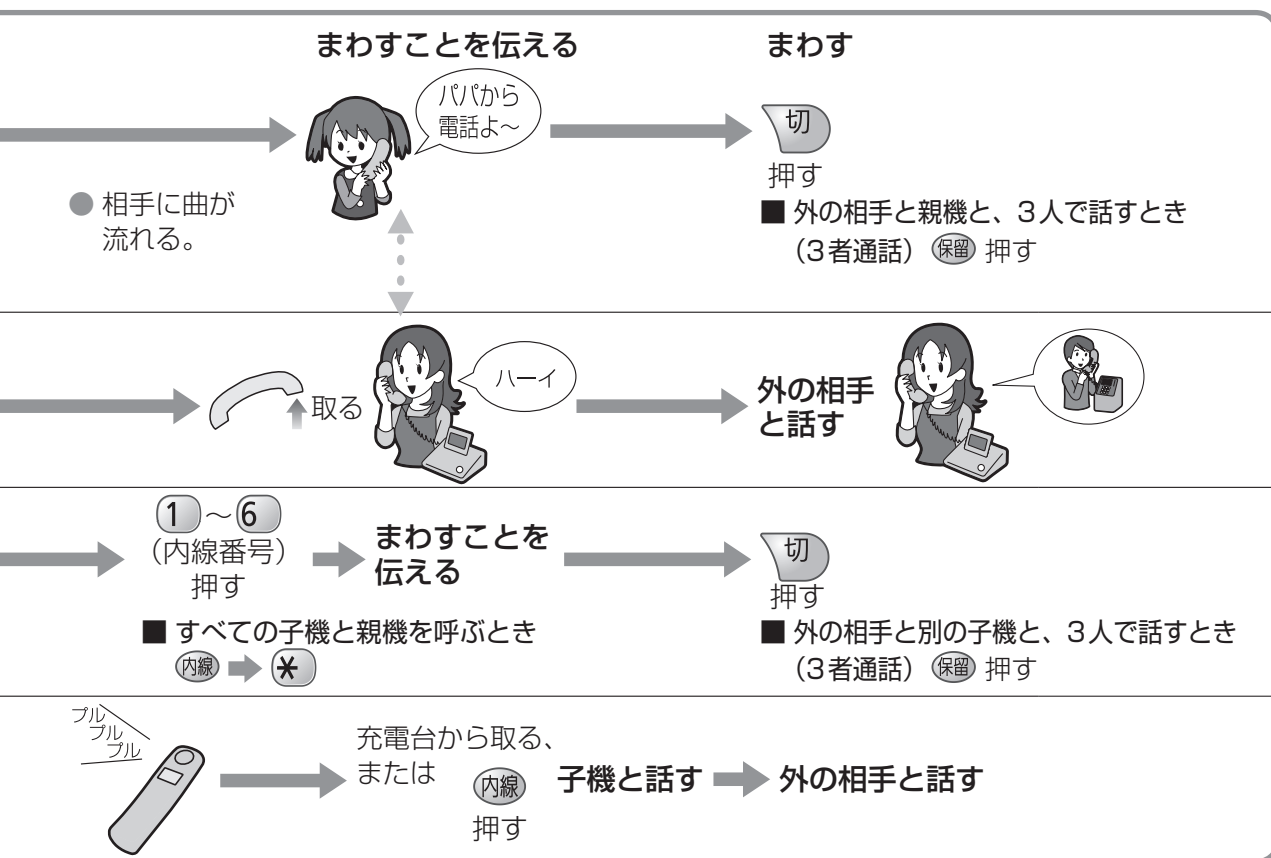 まわすことを伝える
まわす
パパから
電話よ～
切
押す
● 相手に曲が
流れる。
■ 外の相手と親機と、3人で話すとき
（3者通話） 保留 押す
取る
ハーイ
外の相手
と話す
1～6
（内線番号）
押す
まわすことを
伝える
切
押す
■ すべての子機と親機を呼ぶとき
内線 ➡ ＊
■ 外の相手と別の子機と、3人で話すとき
（3者通話） 保留 押す
プル
プル
プル
充電台から取る、
または 内線
押す
子機と話す ➡ 外の相手と話す